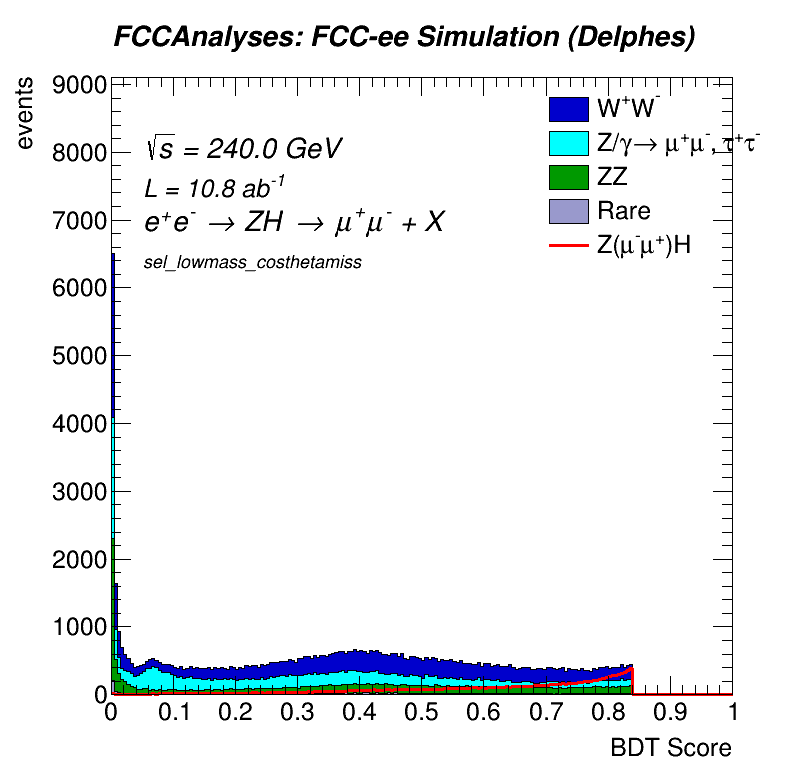 FCCAnalyses: FCC-ee Simulation (Delphes)
events
9000
8000
7000
6000
5000
4000
3000
2000
1000
0
√s = 240.0 GeV
L = 10.8 ab⁻¹
e⁺e⁻ → ZH → μ⁺μ⁻ + X
sel_lowmass_costhetamiss
W⁺W⁻
Z/γ→ μ⁺μ⁻, τ⁺τ⁻
ZZ
Rare
Z(μ⁻μ⁺)H
0 0.1 0.2 0.3 0.4 0.5 0.6 0.7 0.8 0.9 1
BDT Score